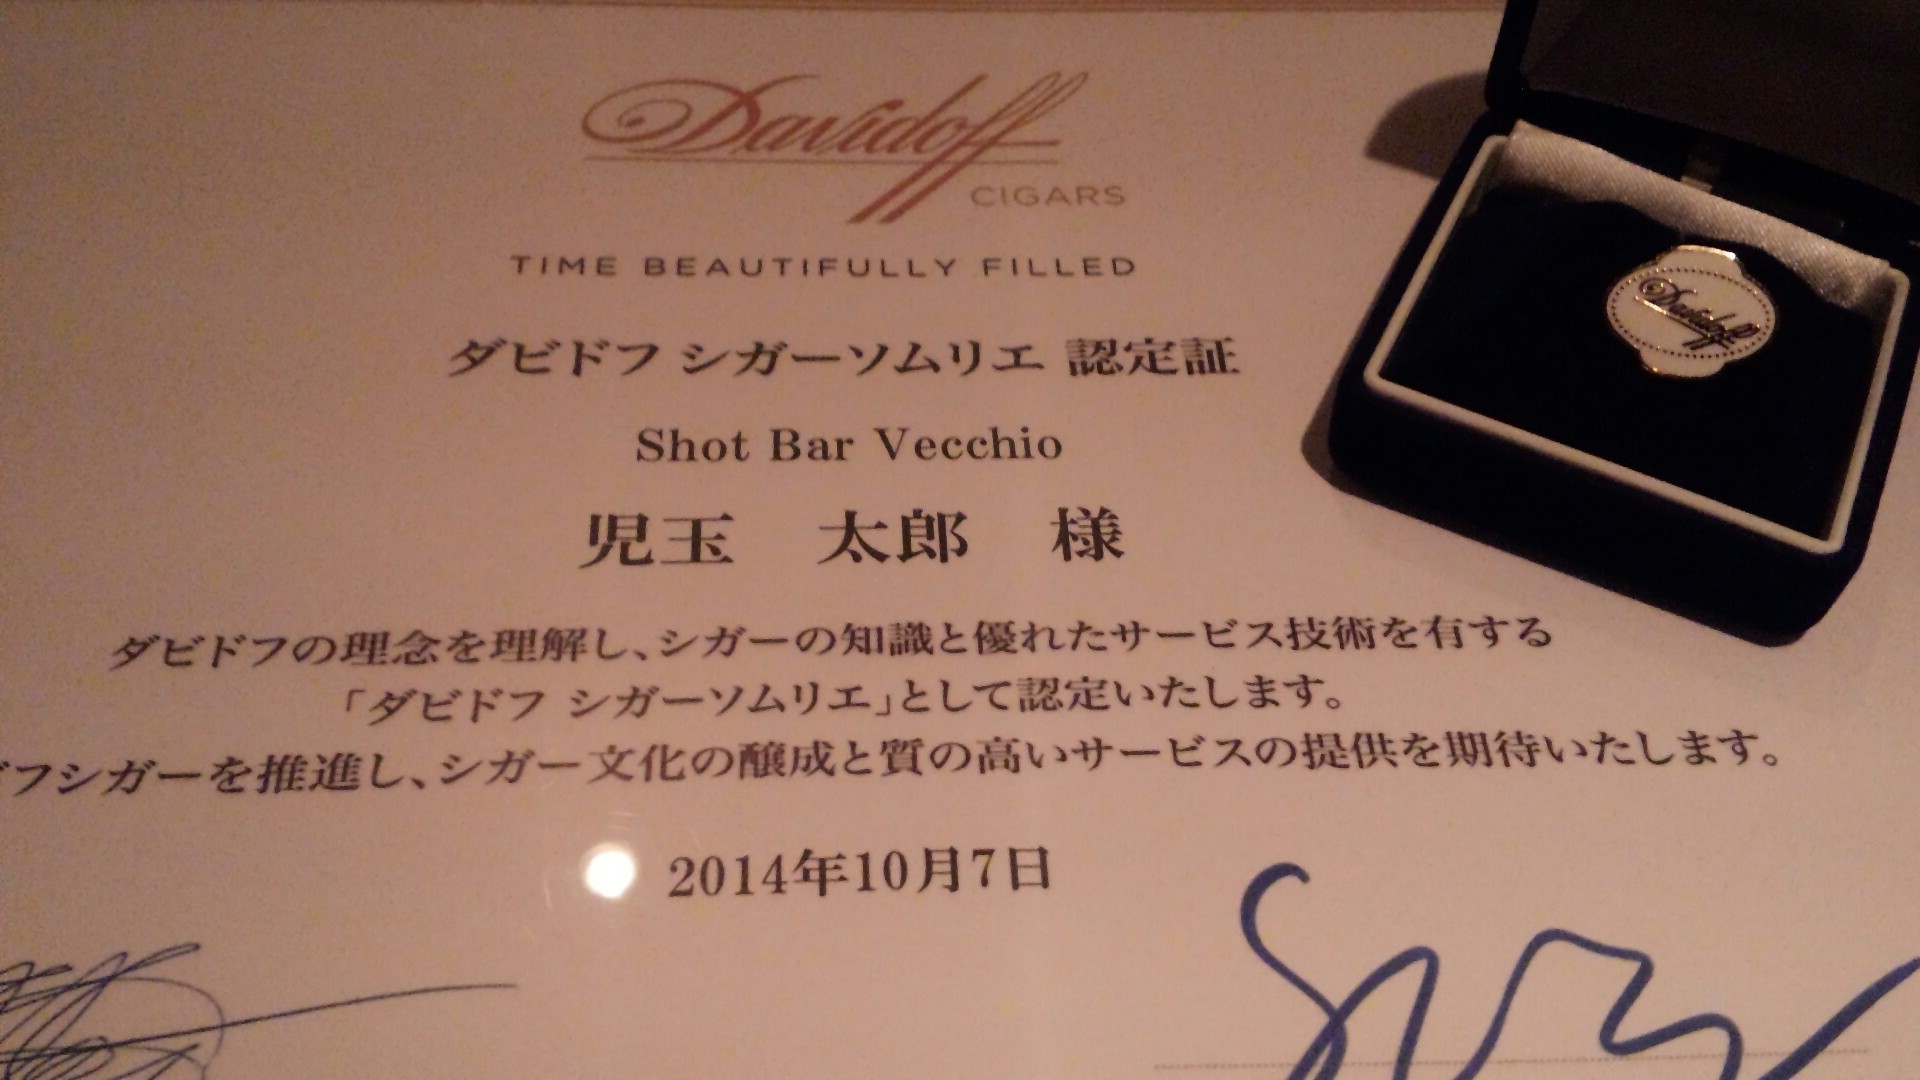 Davidoff
CIGARS
TIME BEAUTIFULLY FILLED
ダビドフ シガーソムリエ 認定証
Shot Bar Vecchio
児玉 太郎 様
ダビドフの理念を理解し、シガーの知識と優れたサービス技術を有する
「ダビドフ シガーソムリエ」として認定いたします。
フシガーを推進し、シガー文化の醸成と質の高いサービスの提供を期待いたします。
2014年10月7日
Davidoff